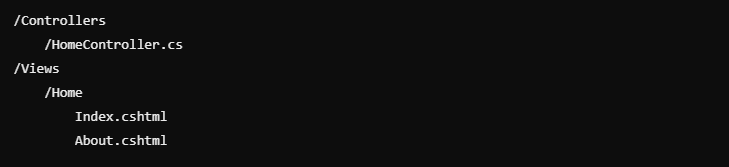 /Controllers
/HomeController.cs
/Views
/Home
Index.cshtml
About.cshtml